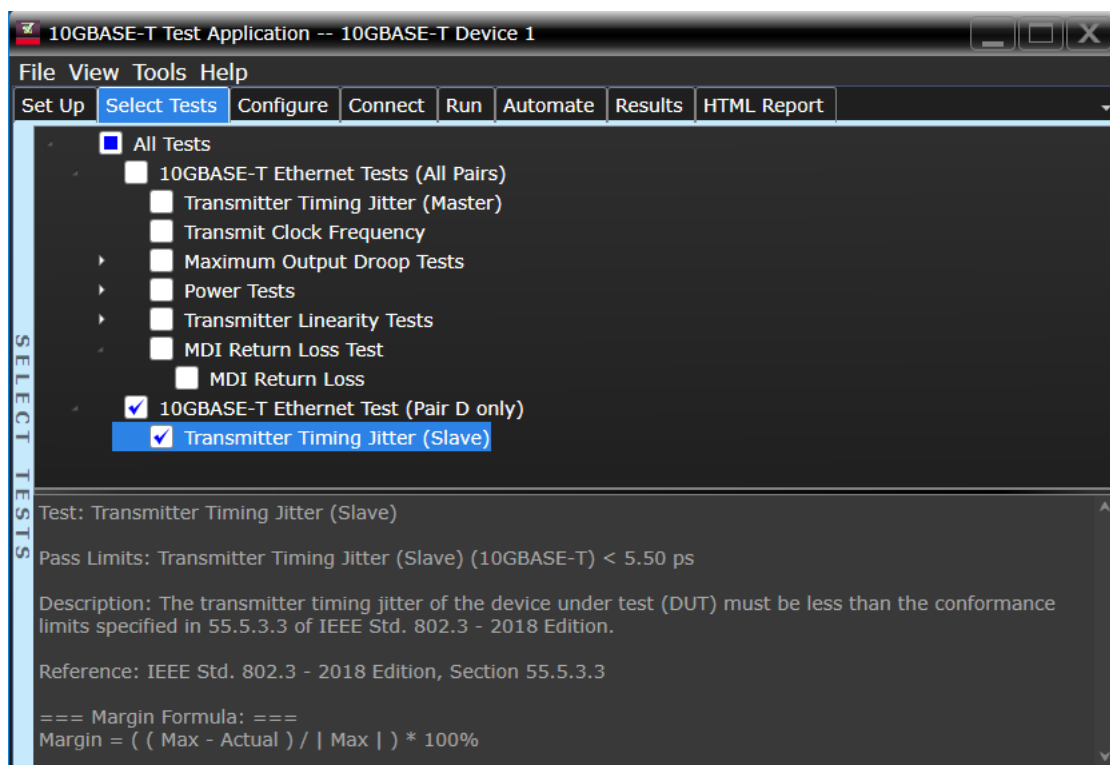 10GBASE-T Test Application -- 10GBASE-T Device 1
File View Tools Help
Set Up Select Tests Configure Connect Run Automate Results HTML Report
All Tests
10GBASE-T Ethernet Tests (All Pairs)
Transmitter Timing Jitter (Master)
Transmit Clock Frequency
Maximum Output Droop Tests
Power Tests
Transmitter Linearity Tests
MDI Return Loss Test
MDI Return Loss
10GBASE-T Ethernet Test (Pair D only)
Transmitter Timing Jitter (Slave)
SELECT TESTS
Test: Transmitter Timing Jitter (Slave)
Pass Limits: Transmitter Timing Jitter (Slave) (10GBASE-T) < 5.50 ps
Description: The transmitter timing jitter of the device under test (DUT) must be less than the conformance
limits specified in 55.5.3.3 of IEEE Std. 802.3 - 2018 Edition.
Reference: IEEE Std. 802.3 - 2018 Edition, Section 55.5.3.3
=== Margin Formula: ===
Margin = ( ( Max - Actual ) / | Max | ) * 100%